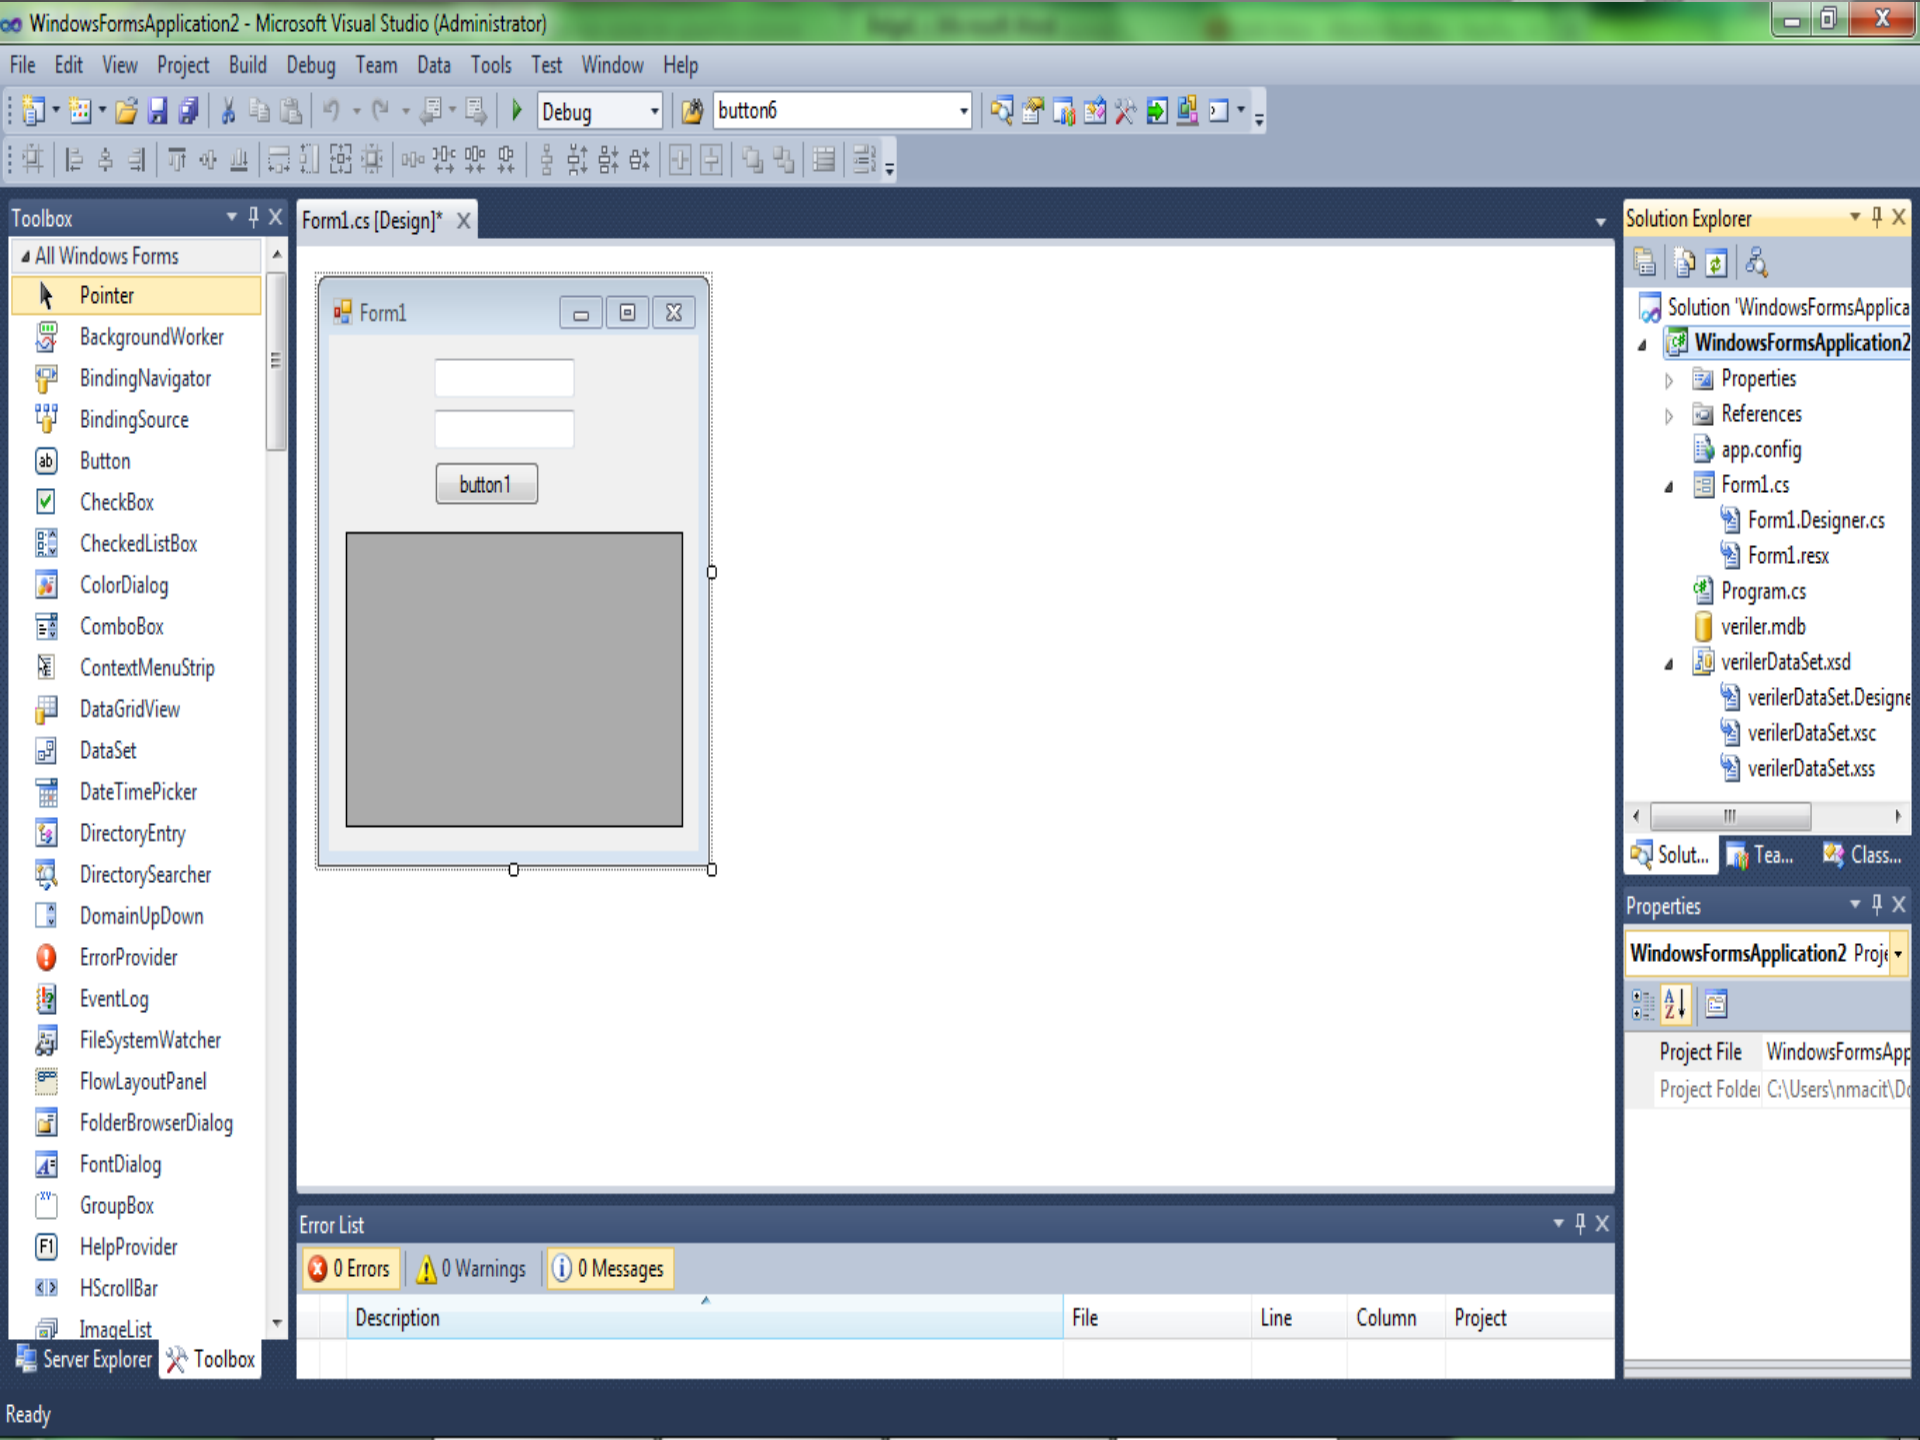 WindowsFormsApplication2 - Microsoft Visual Studio (Administrator)
File Edit View Project Build Debug Team Data Tools Test Window Help
Debug button6
Toolbox
All Windows Forms
Pointer
BackgroundWorker
BindingNavigator
BindingSource
Button
CheckBox
CheckedListBox
ColorDialog
ComboBox
ContextMenuStrip
DataGridView
DataSet
DateTimePicker
DirectoryEntry
DirectorySearcher
DomainUpDown
ErrorProvider
EventLog
FileSystemWatcher
FlowLayoutPanel
FolderBrowserDialog
FontDialog
GroupBox
HelpProvider
HScrollBar
ImageList
Server Explorer Toolbox
Form1.cs [Design]*
Form1
button1
Error List
0 Errors 0 Warnings 0 Messages
Description File Line Column Project
Solution Explorer
Solution 'WindowsFormsApplica
WindowsFormsApplication2
Properties
References
app.config
Form1.cs
Form1.Designer.cs
Form1.resx
Program.cs
veriler.mdb
verilerDataSet.xsd
verilerDataSet.Designe
verilerDataSet.xsc
verilerDataSet.xss
Solut... Tea... Class...
Properties
WindowsFormsApplication2 Proje
Project File WindowsFormsApp
Project Folder C:\Users\nmacit\Do
Ready